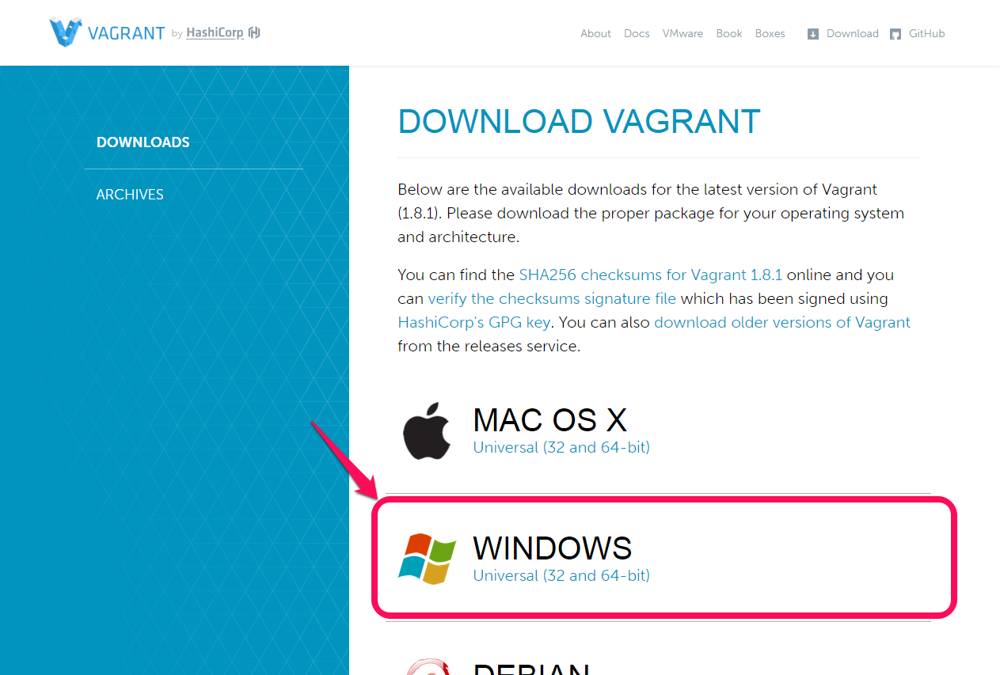 VAGRANT by HashiCorp
About Docs VMware Book Boxes Download GitHub
DOWNLOADS
ARCHIVES
DOWNLOAD VAGRANT
Below are the available downloads for the latest version of Vagrant
(1.8.1). Please download the proper package for your operating system
and architecture.
You can find the SHA256 checksums for Vagrant 1.8.1 online and you
can verify the checksums signature file which has been signed using
HashiCorp's GPG key. You can also download older versions of Vagrant
from the releases service.
MAC OS X
Universal (32 and 64-bit)
WINDOWS
Universal (32 and 64-bit)
DEBIAN